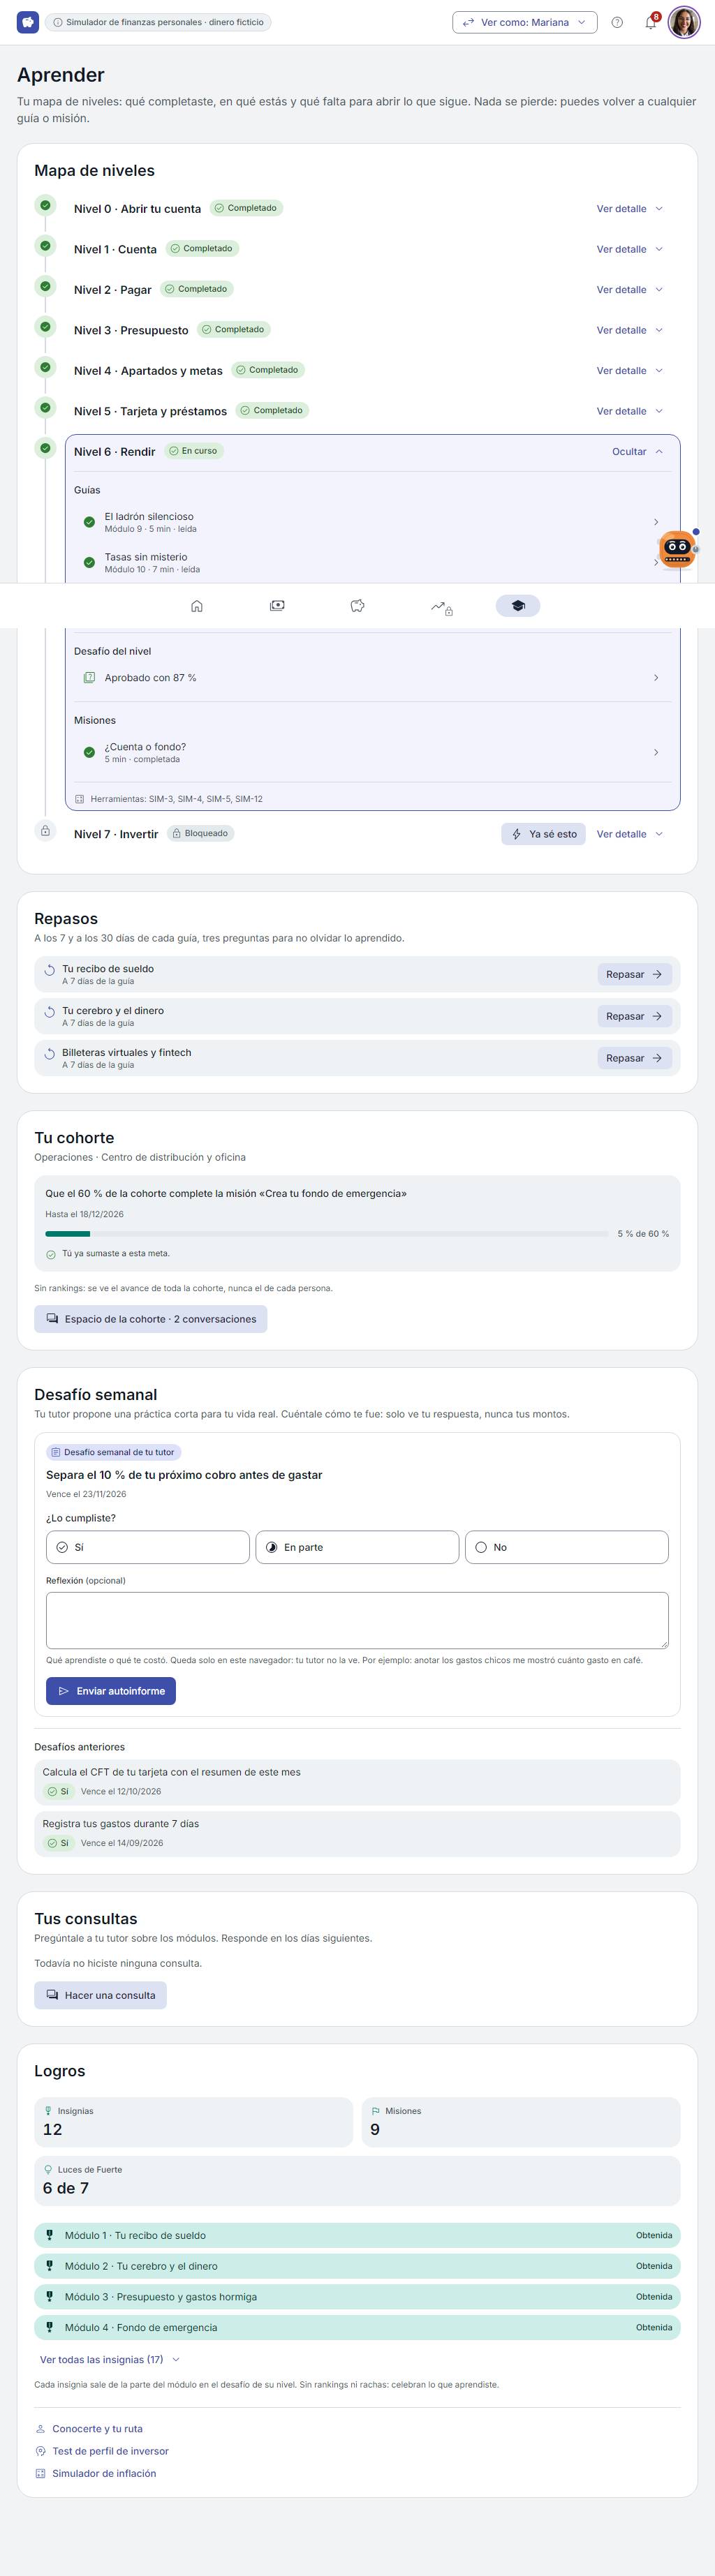 Simulador de finanzas personales · dinero ficticio
Ver como: Mariana
8
Aprender
Tu mapa de niveles: qué completaste, en qué estás y qué falta para abrir lo que sigue. Nada se pierde: puedes volver a cualquier
guía o misión.
Mapa de niveles
Nivel 0 · Abrir tu cuenta
Completado
Ver detalle
Nivel 1 · Cuenta
Completado
Ver detalle
Nivel 2 · Pagar
Completado
Ver detalle
Nivel 3 · Presupuesto
Completado
Ver detalle
Nivel 4 · Apartados y metas
Completado
Ver detalle
Nivel 5 · Tarjeta y préstamos
Completado
Ver detalle
Nivel 6 · Rendir
En curso
Ocultar
Guías
El ladrón silencioso
Módulo 9 · 5 min · leída
Tasas sin misterio
Módulo 10 · 7 min · leída
Desafío del nivel
Aprobado con 87 %
Misiones
¿Cuenta o fondo?
5 min · completada
Herramientas: SIM-3, SIM-4, SIM-5, SIM-12
Nivel 7 · Invertir
Bloqueado
Ya sé esto
Ver detalle
Repasos
A los 7 y a los 30 días de cada guía, tres preguntas para no olvidar lo aprendido.
Tu recibo de sueldo
A 7 días de la guía
Repasar
Tu cerebro y el dinero
A 7 días de la guía
Repasar
Billeteras virtuales y fintech
A 7 días de la guía
Repasar
Tu cohorte
Operaciones · Centro de distribución y oficina
Que el 60 % de la cohorte complete la misión «Crea tu fondo de emergencia»
Hasta el 18/12/2026
5 % de 60 %
Tú ya sumaste a esta meta.
Sin rankings: se ve el avance de toda la cohorte, nunca el de cada persona.
Espacio de la cohorte · 2 conversaciones
Desafío semanal
Tu tutor propone una práctica corta para tu vida real. Cuéntale cómo te fue: solo ve tu respuesta, nunca tus montos.
Desafío semanal de tu tutor
Separa el 10 % de tu próximo cobro antes de gastar
Vence el 23/11/2026
¿Lo cumpliste?
Sí
En parte
No
Reflexión (opcional)
Qué aprendiste o qué te costó. Queda solo en este navegador: tu tutor no la ve. Por ejemplo: anotar los gastos chicos me mostró cuánto gasto en café.
Enviar autoinforme
Desafíos anteriores
Calcula el CFT de tu tarjeta con el resumen de este mes
Sí
Vence el 12/10/2026
Registra tus gastos durante 7 días
Sí
Vence el 14/09/2026
Tus consultas
Pregúntale a tu tutor sobre los módulos. Responde en los días siguientes.
Todavía no hiciste ninguna consulta.
Hacer una consulta
Logros
Insignias
12
Misiones
9
Luces de Fuerte
6 de 7
Módulo 1 · Tu recibo de sueldo
Obtenida
Módulo 2 · Tu cerebro y el dinero
Obtenida
Módulo 3 · Presupuesto y gastos hormiga
Obtenida
Módulo 4 · Fondo de emergencia
Obtenida
Ver todas las insignias (17)
Cada insignia sale de la parte del módulo en el desafío de su nivel. Sin rankings ni rachas: celebran lo que aprendiste.
Conocerte y tu ruta
Test de perfil de inversor
Simulador de inflación